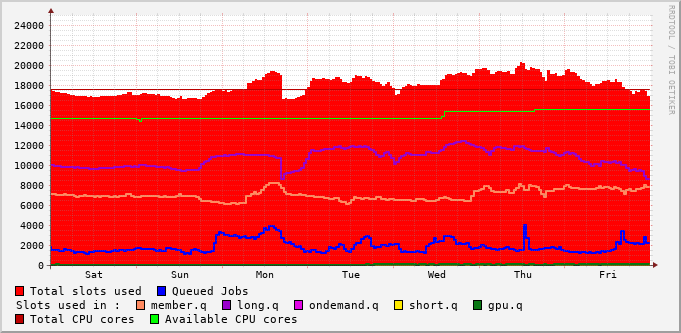 RRDTOOL / TOBI OETIKER
24000
22000
20000
18000
16000
14000
12000
10000
8000
6000
4000
2000
0
Sat Sun Mon Tue Wed Thu Fri
Total slots used Queued Jobs
Slots used in : member.q long.q ondemand.q short.q gpu.q
Total CPU cores Available CPU cores